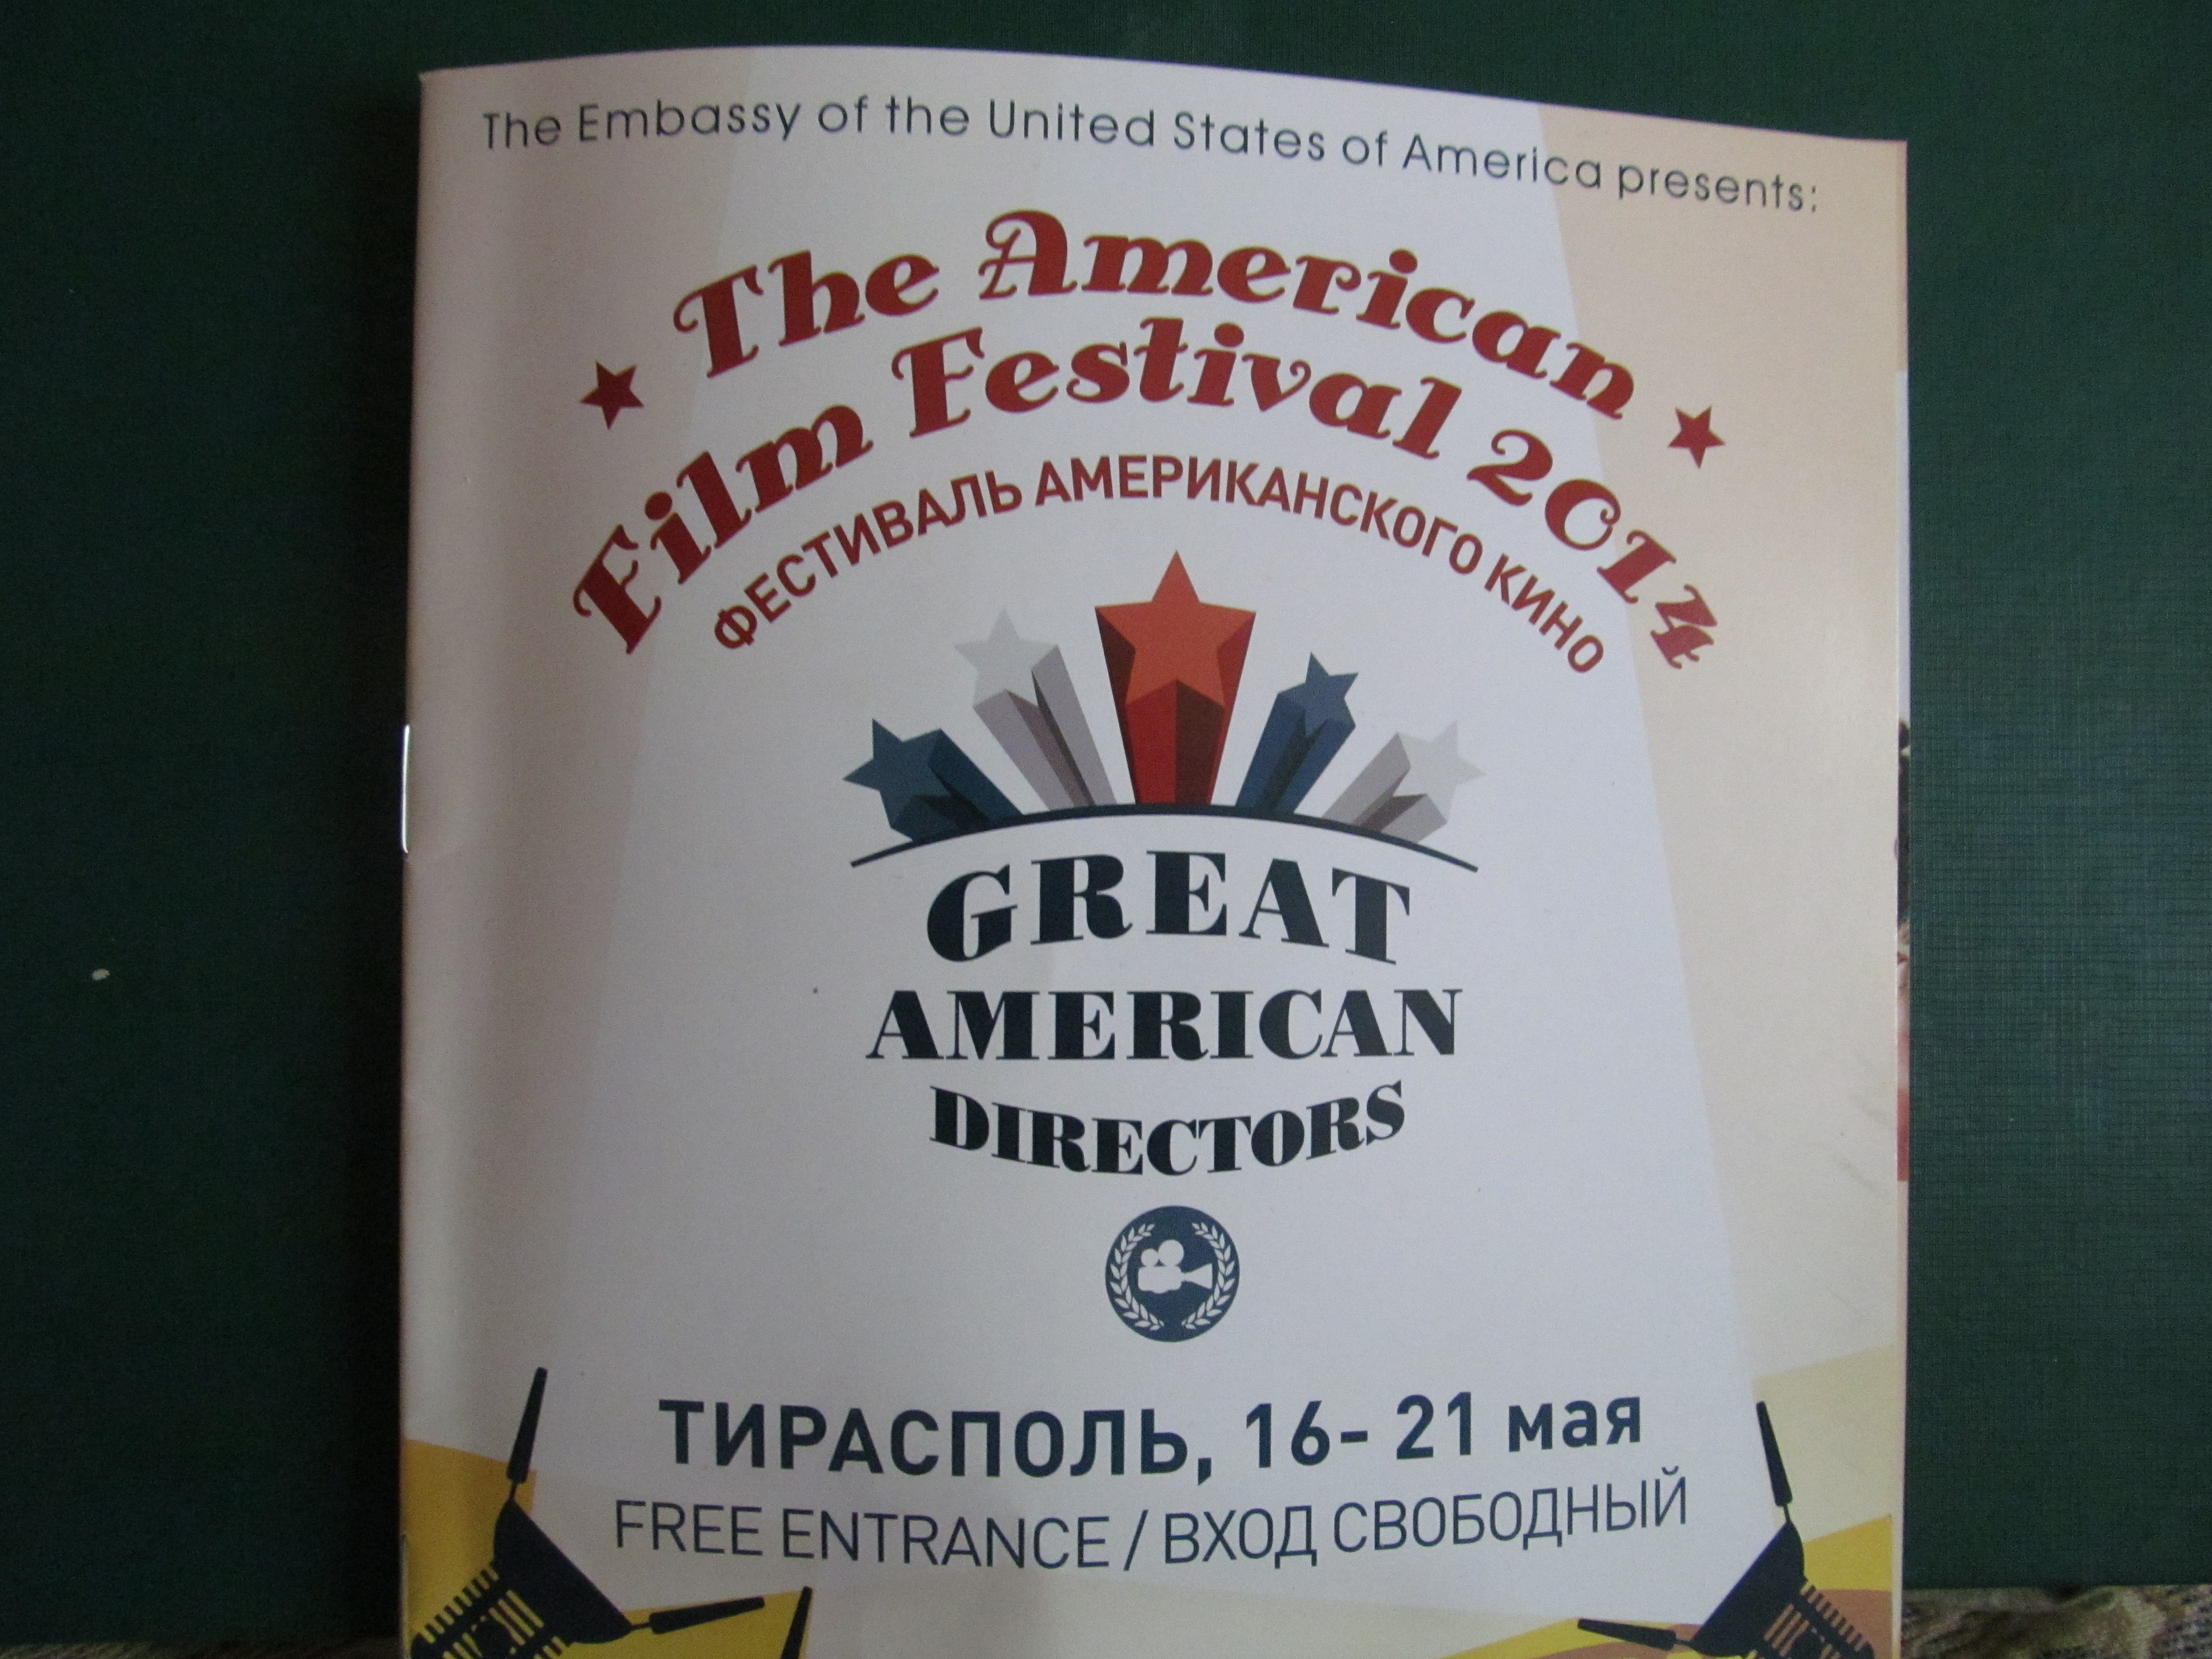 The Embassy of the United States of America presents:
The American
Film Festival 2014
ФЕСТИВАЛЬ АМЕРИКАНСКОГО КИНО
GREAT
AMERICAN
DIRECTORS
ТИРАСПОЛЬ, 16- 21 мая
FREE ENTRANCE / ВХОД СВОБОДНЫЙ